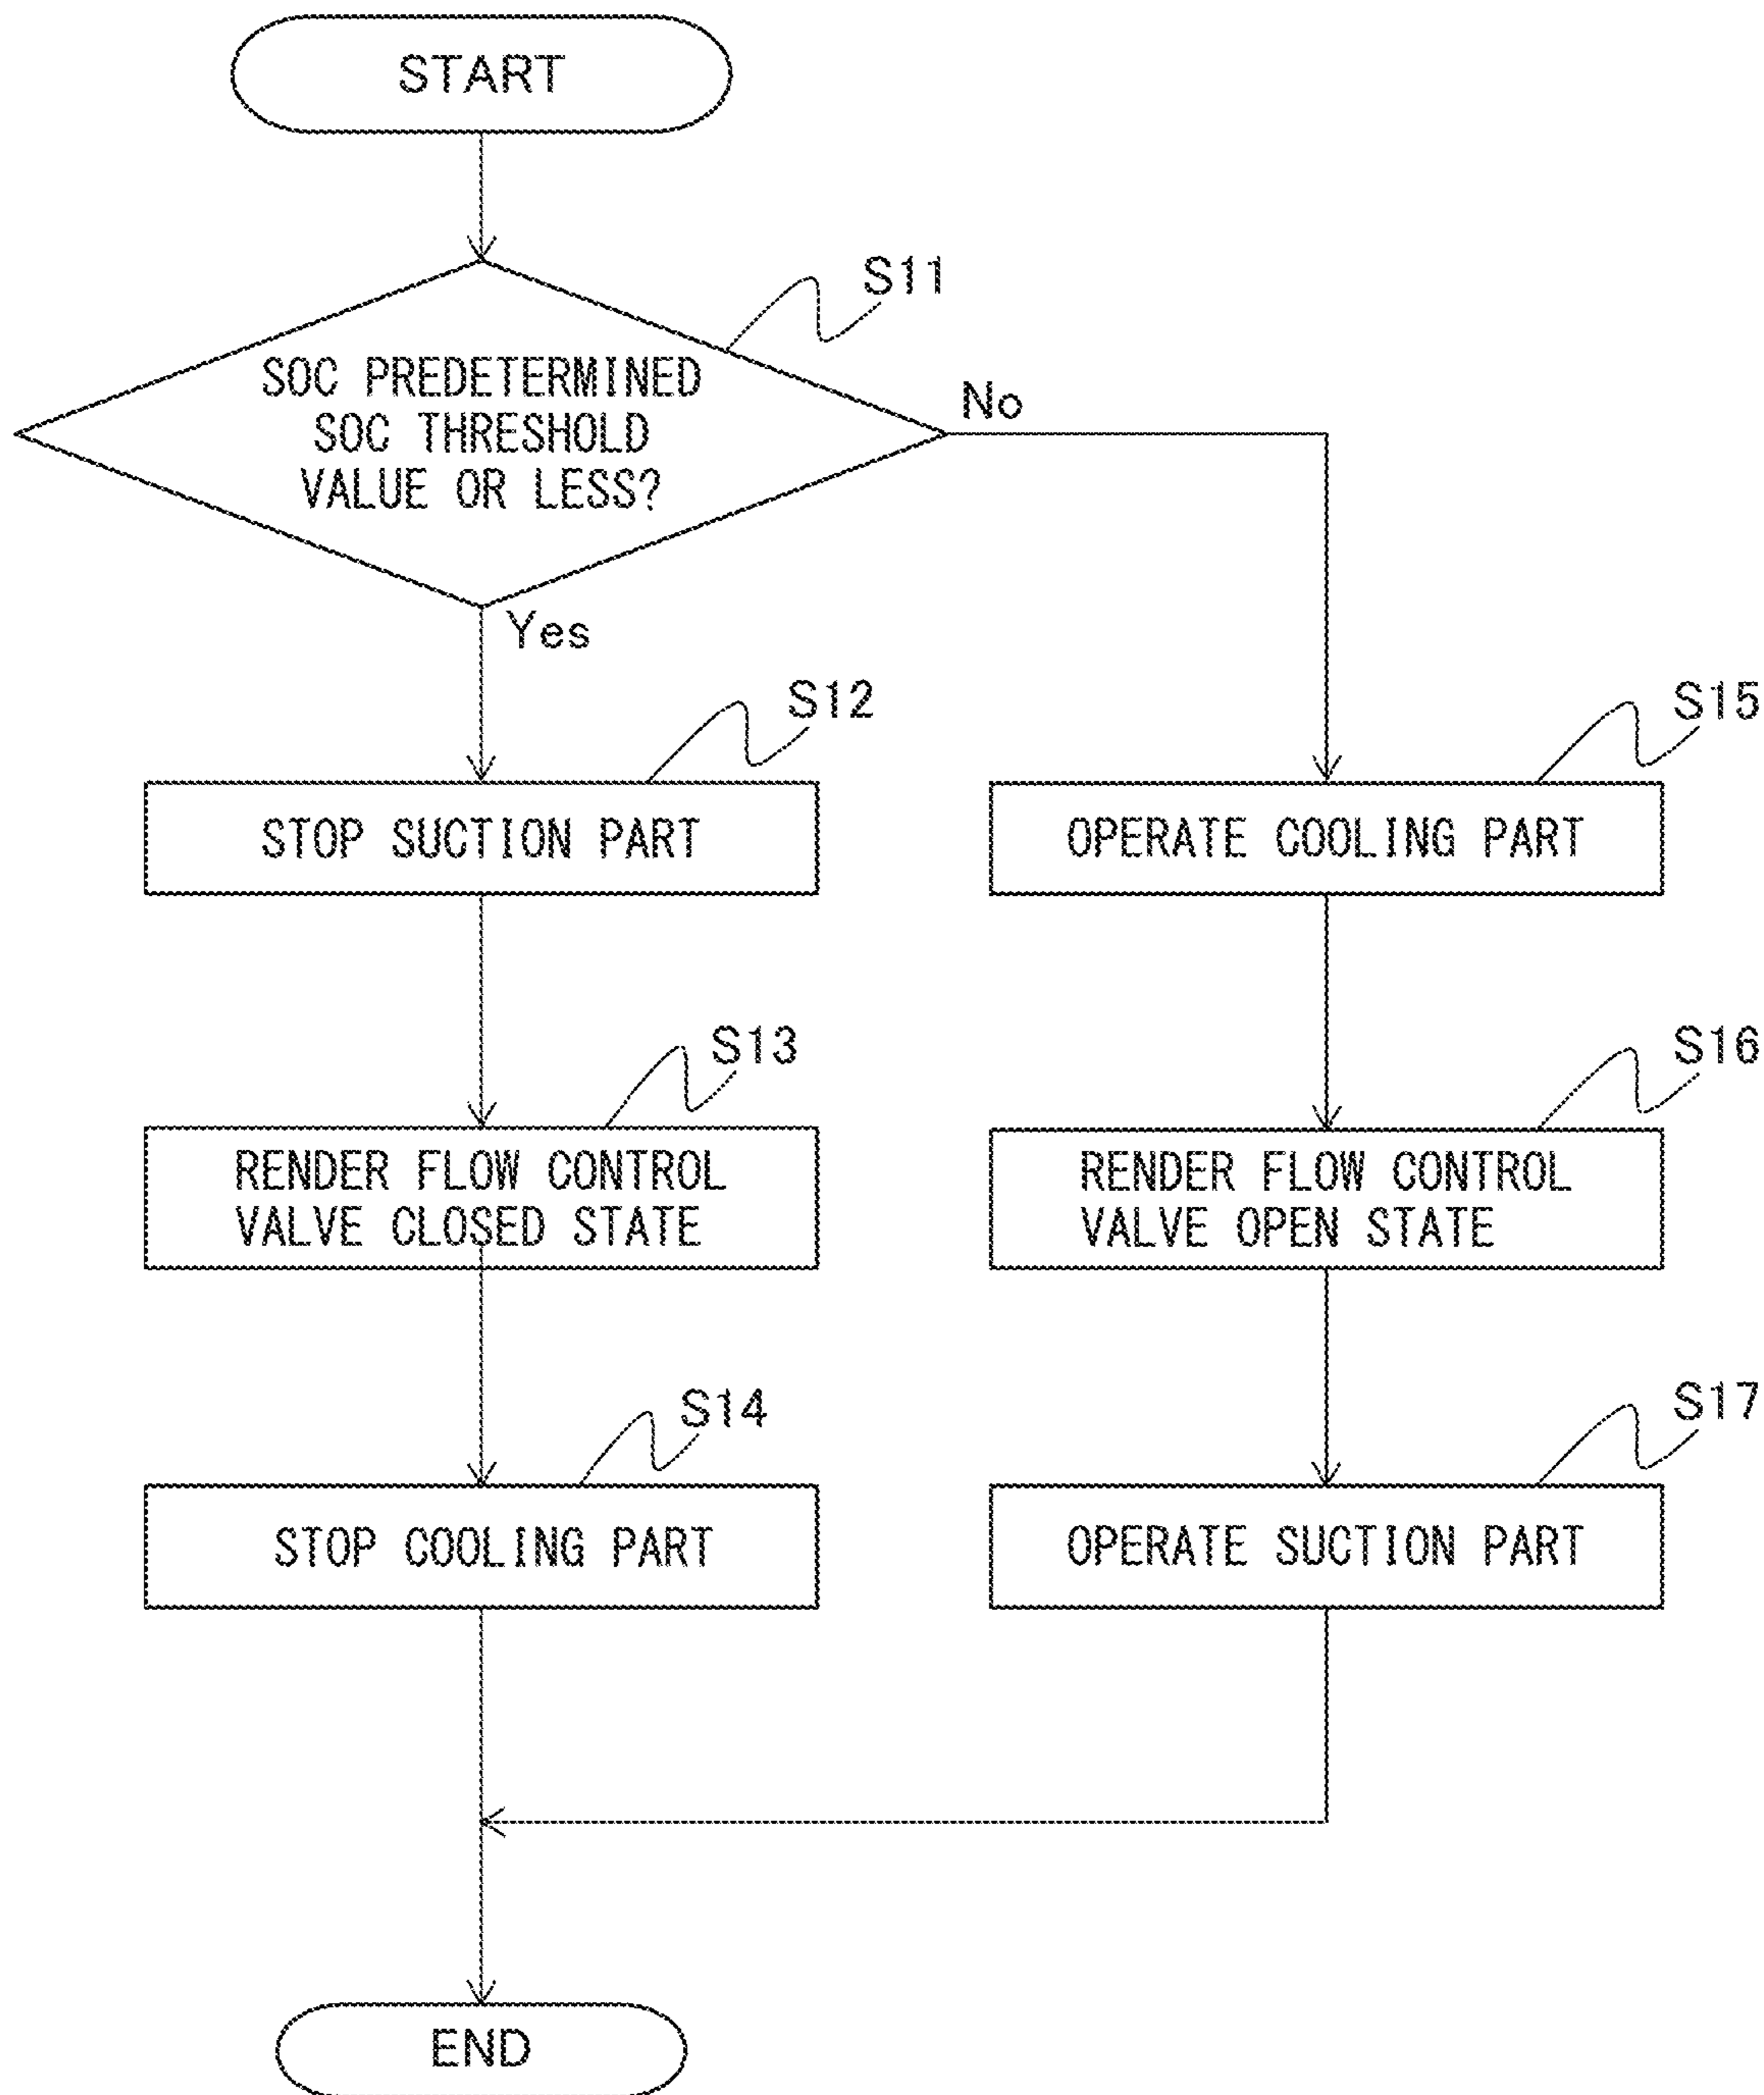 START
S11
SOC PREDETERMINED
SOC THRESHOLD
VALUE OR LESS?
No
Yes
S12
STOP SUCTION PART
S13
RENDER FLOW CONTROL
VALVE CLOSED STATE
S14
STOP COOLING PART
S15
OPERATE COOLING PART
S16
RENDER FLOW CONTROL
VALVE OPEN STATE
S17
OPERATE SUCTION PART
END